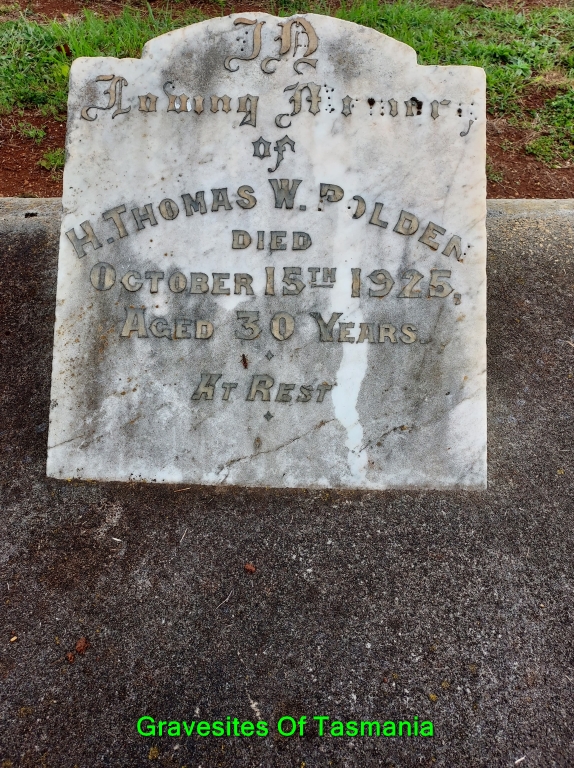 In
Loving Memory
of
H. Thomas W. Polden
Died
October 15th 1925,
Aged 30 Years.
At Rest
Gravesites Of Tasmania